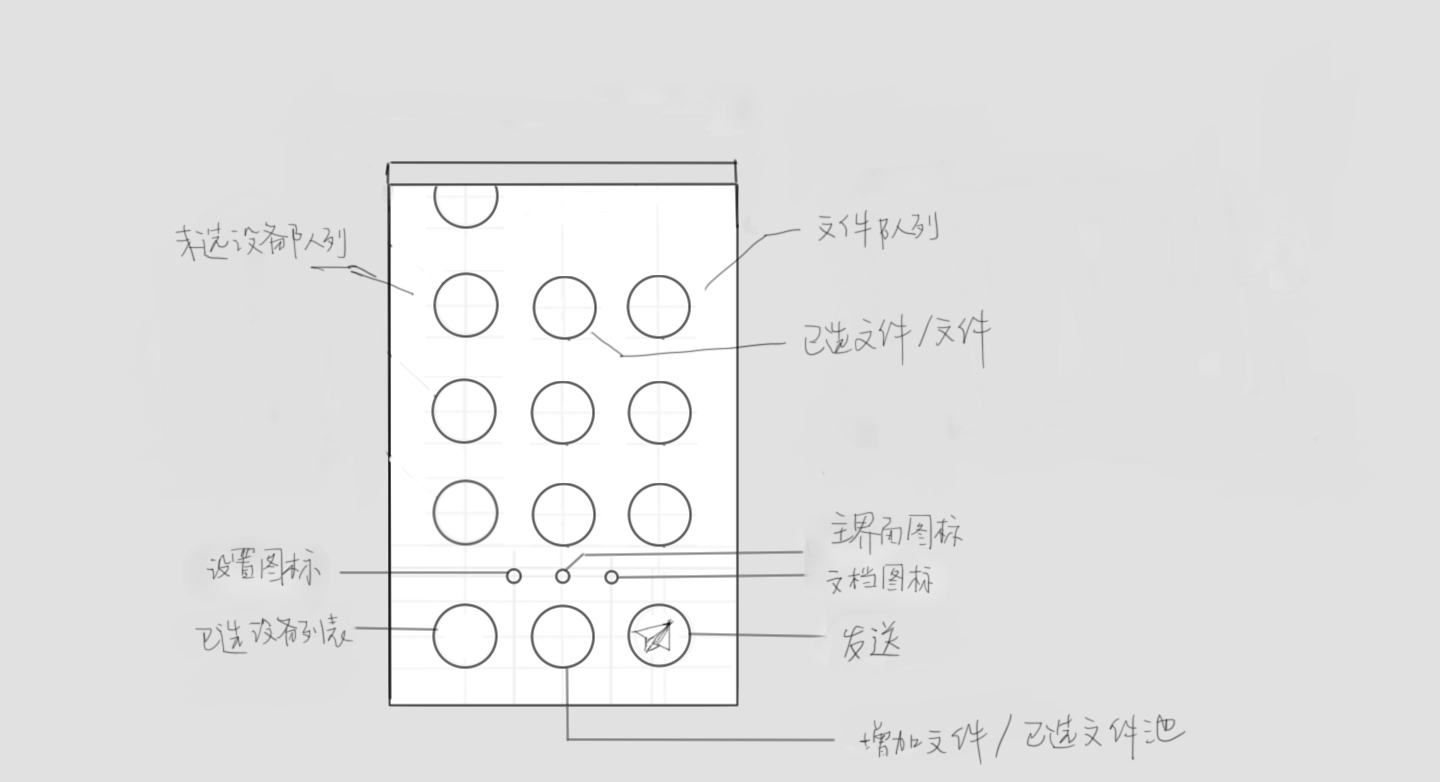 未选设备队列
文件队列
已选文件/文件
主界面图标
设置图标
文档图标
已选设备列表
发送
增加文件/已选文件池